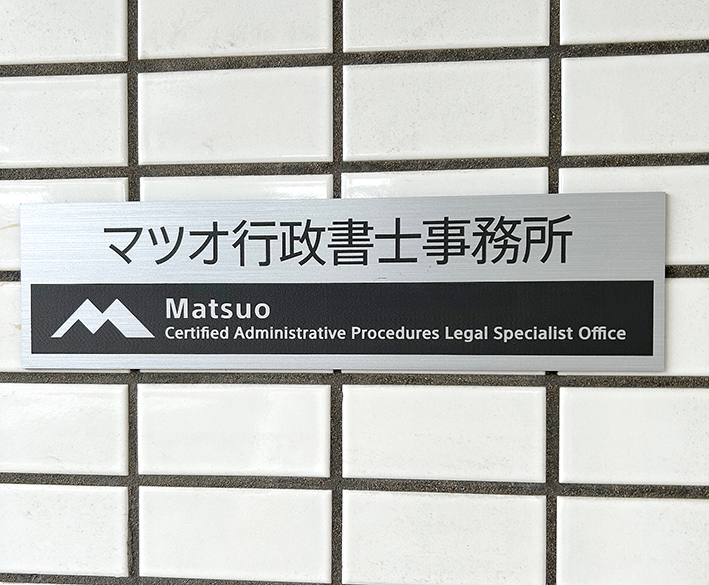 マツオ行政書士事務所
Matsuo
Certified Administrative Procedures Legal Specialist Office